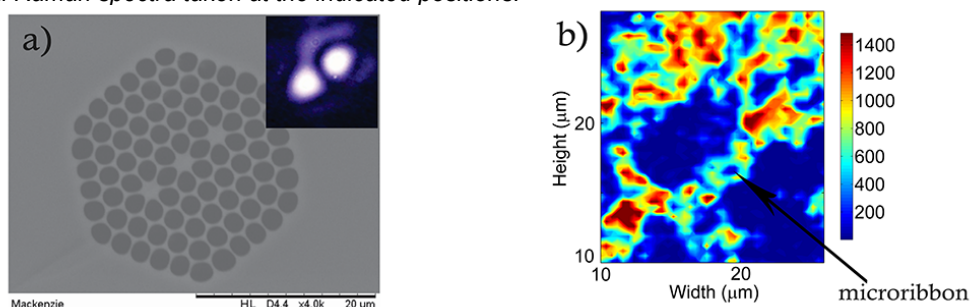 . Raman spectra taken at the indicated positions.
a)
Mackenzie HL D4.4 x4.0k 20 um
b)
Height (μm)
20
10
10 20
Width (μm)
1400
1200
1000
800
600
400
200
microribbon